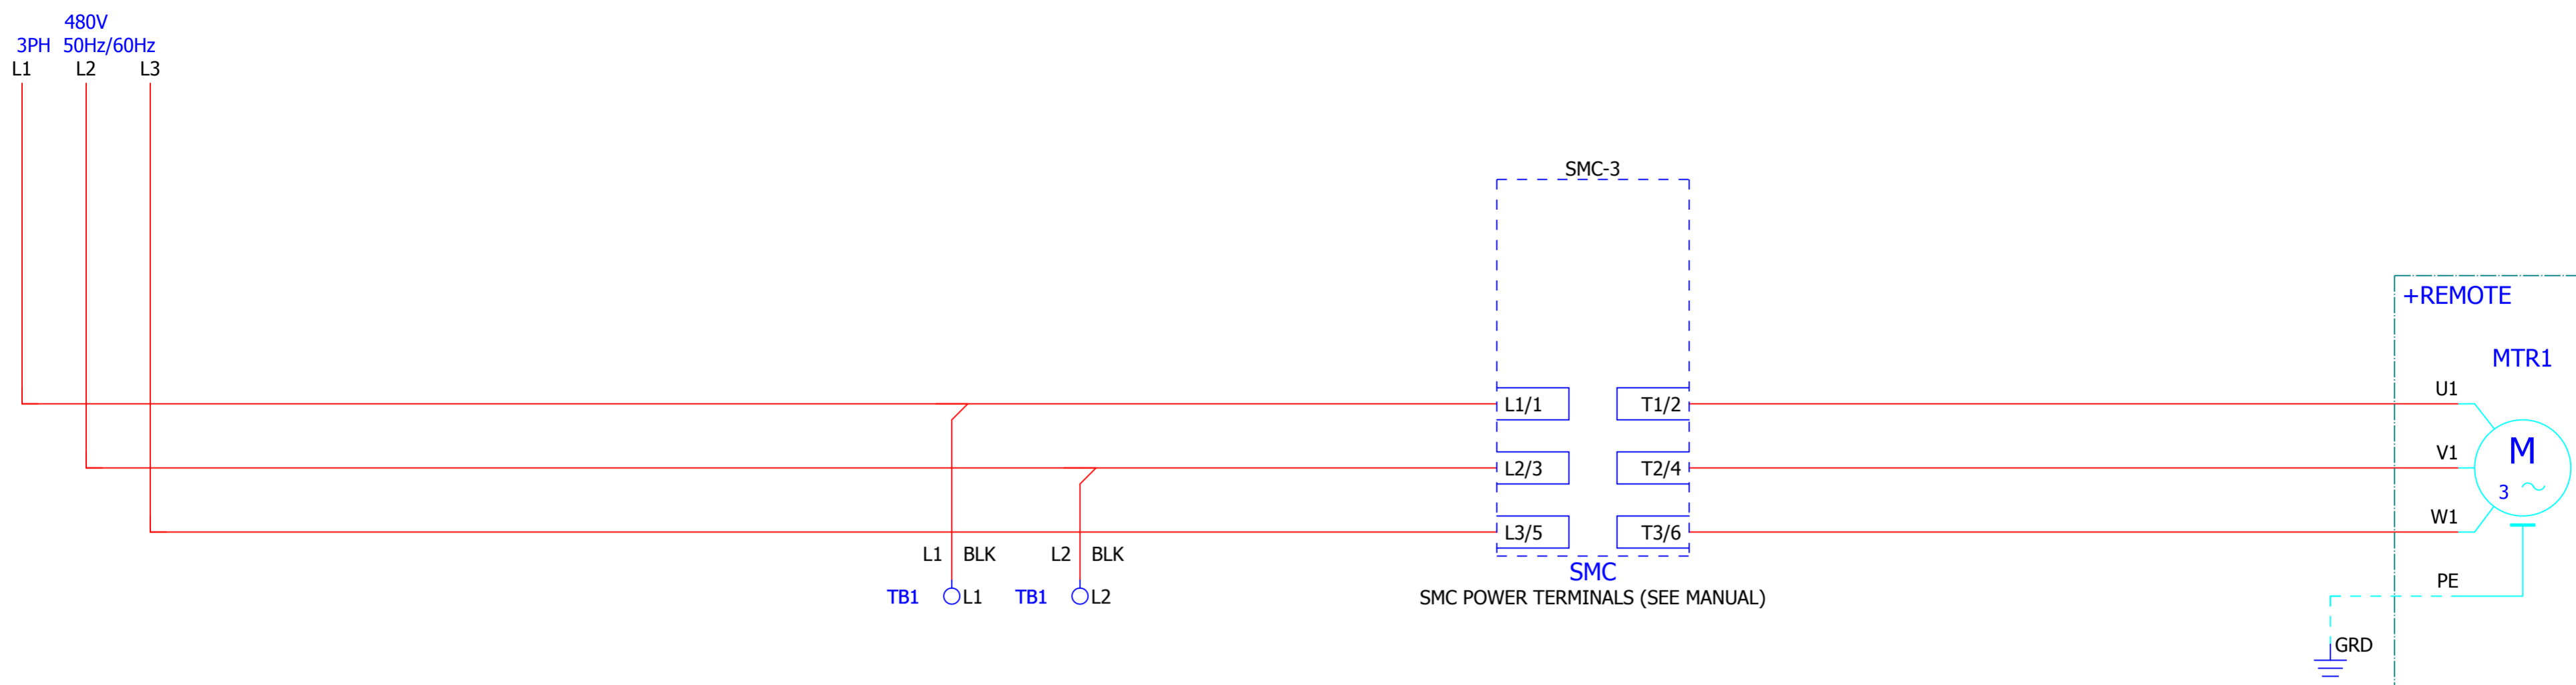 480V
3PH 50Hz/60Hz
L1 L2 L3
SMC-3
+REMOTE
MTR1
U1
L1/1 T1/2
V1
M
L2/3 T2/4
3
W1
L3/5 T3/6
L1 BLK L2 BLK
SMC
PE
TB1 L1 TB1 L2
SMC POWER TERMINALS (SEE MANUAL)
GRD